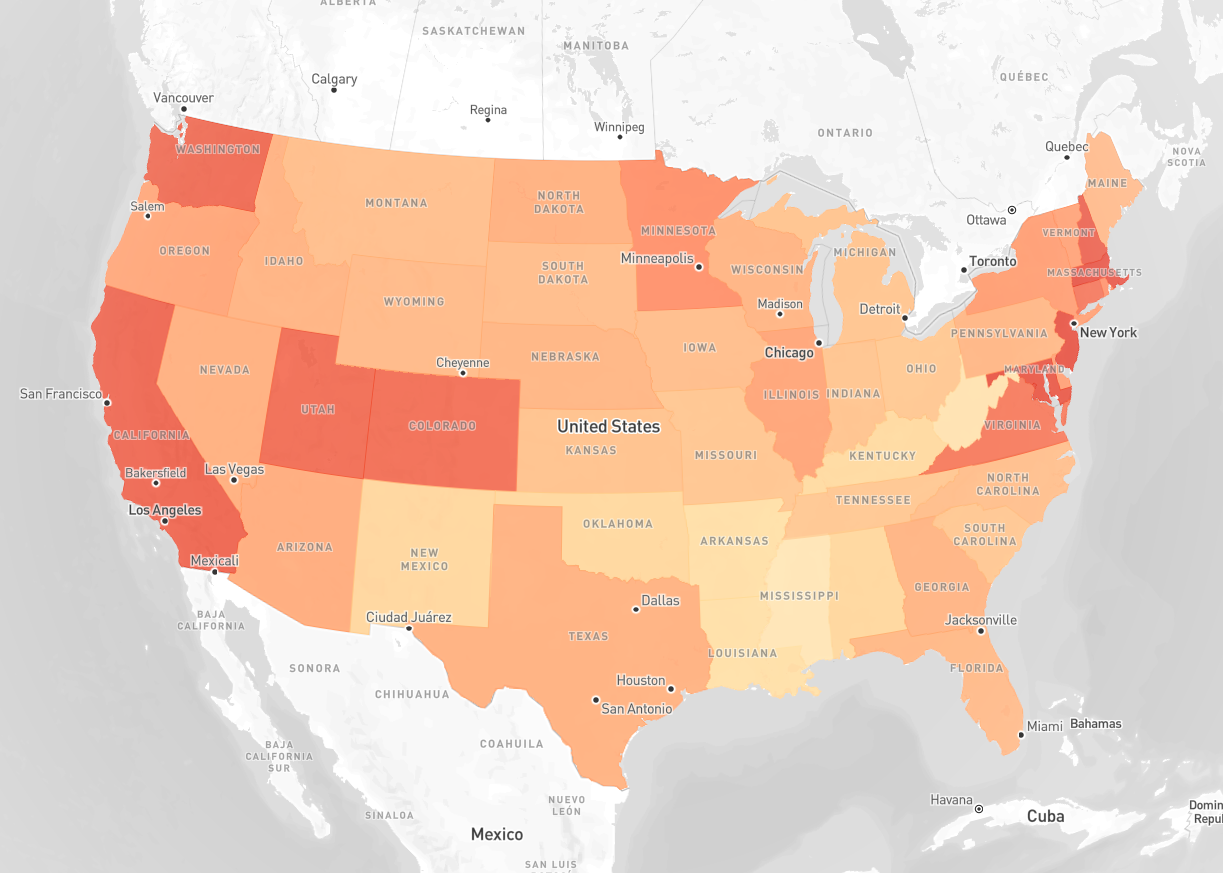 ALBERTA
SASKATCHEWAN
MANITOBA
QUÉBEC
Calgary
Vancouver
Regina
Winnipeg
ONTARIO
Quebec
NOVA
SCOTIA
WASHINGTON
MAINE
MONTANA
NORTH
DAKOTA
Salem
Ottawa
MINNESOTA
VERMONT
OREGON
IDAHO
Minneapolis
MICHIGAN
Toronto
SOUTH
DAKOTA
WISCONSIN
MASSACHUSETTS
WYOMING
Madison
Detroit
New York
PENNSYLVANIA
Chicago
IOWA
NEBRASKA
Cheyenne
NEVADA
OHIO
MARYLAND
San Francisco
ILLINOIS
INDIANA
UTAH
COLORADO
United States
VIRGINIA
CALIFORNIA
KANSAS
MISSOURI
KENTUCKY
Bakersfield
Las Vegas
NORTH
CAROLINA
TENNESSEE
Los Angeles
OKLAHOMA
ARKANSAS
SOUTH
CAROLINA
ARIZONA
NEW
MEXICO
Mexicali
GEORGIA
MISSISSIPPI
Dallas
BAJA
CALIFORNIA
Ciudad Juárez
Jacksonville
TEXAS
LOUISIANA
SONORA
FLORIDA
Houston
CHIHUAHUA
San Antonio
Miami
Bahamas
COAHUILA
BAJA
CALIFORNIA
SUR
Havana
NUEVO
LEÓN
Cuba
Domin
Repu
SINALOA
Mexico
SAN LUIS